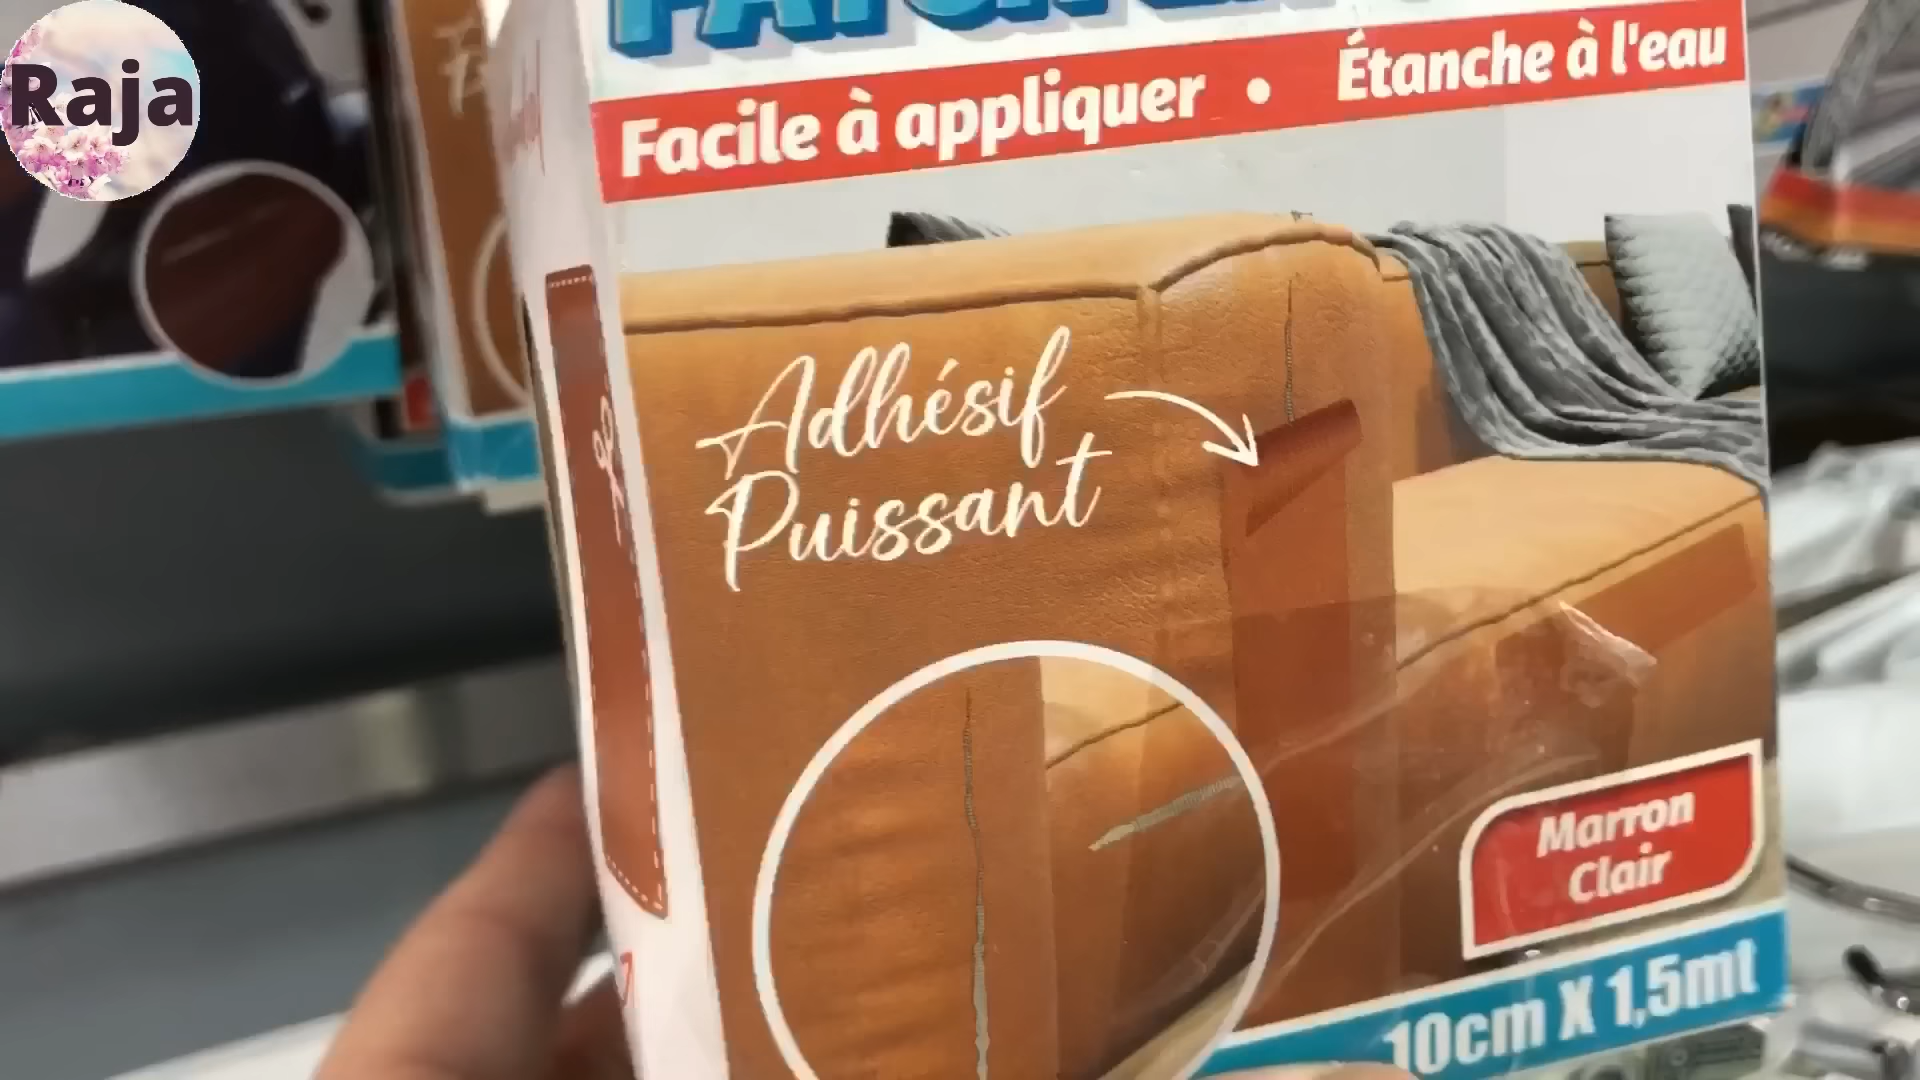 Raja
Facile à appliquer • Étanche à l'eau
Adhésif
Puissant
Marron
Clair
10cm X 1,5mt